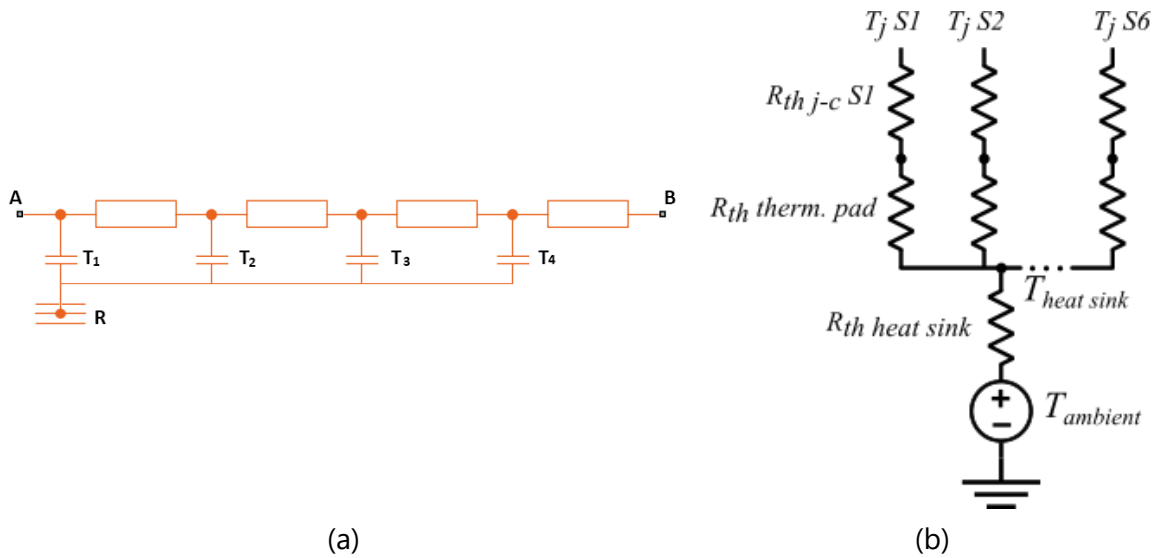 A
B
T1
T2
T3
T4
R
(a)
Tj S1
Tj S2
Tj S6
Rth j-c S1
Rth therm. pad
Theat sink
Rth heat sink
+
−
Tambient
(b)